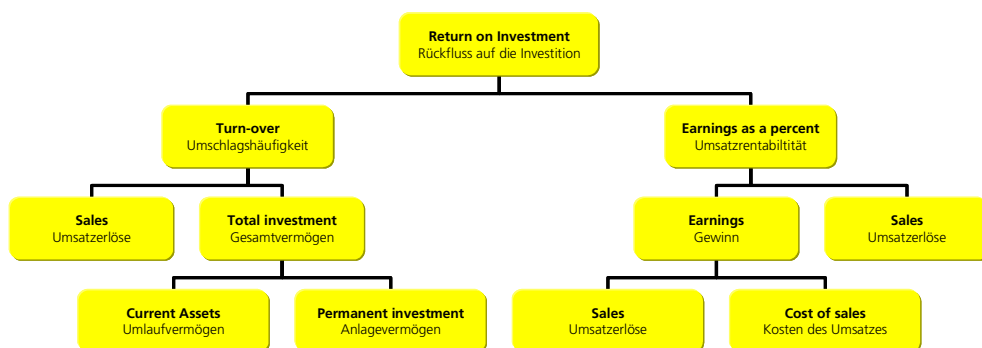 Return on Investment
Rückfluss auf die Investition
Turn-over
Umschlagshäufigkeit
Earnings as a percent
Umsatzrentabiltität
Sales
Umsatzerlöse
Total investment
Gesamtvermögen
Earnings
Gewinn
Sales
Umsatzerlöse
Current Assets
Umlaufvermögen
Permanent investment
Anlagevermögen
Sales
Umsatzerlöse
Cost of sales
Kosten des Umsatzes